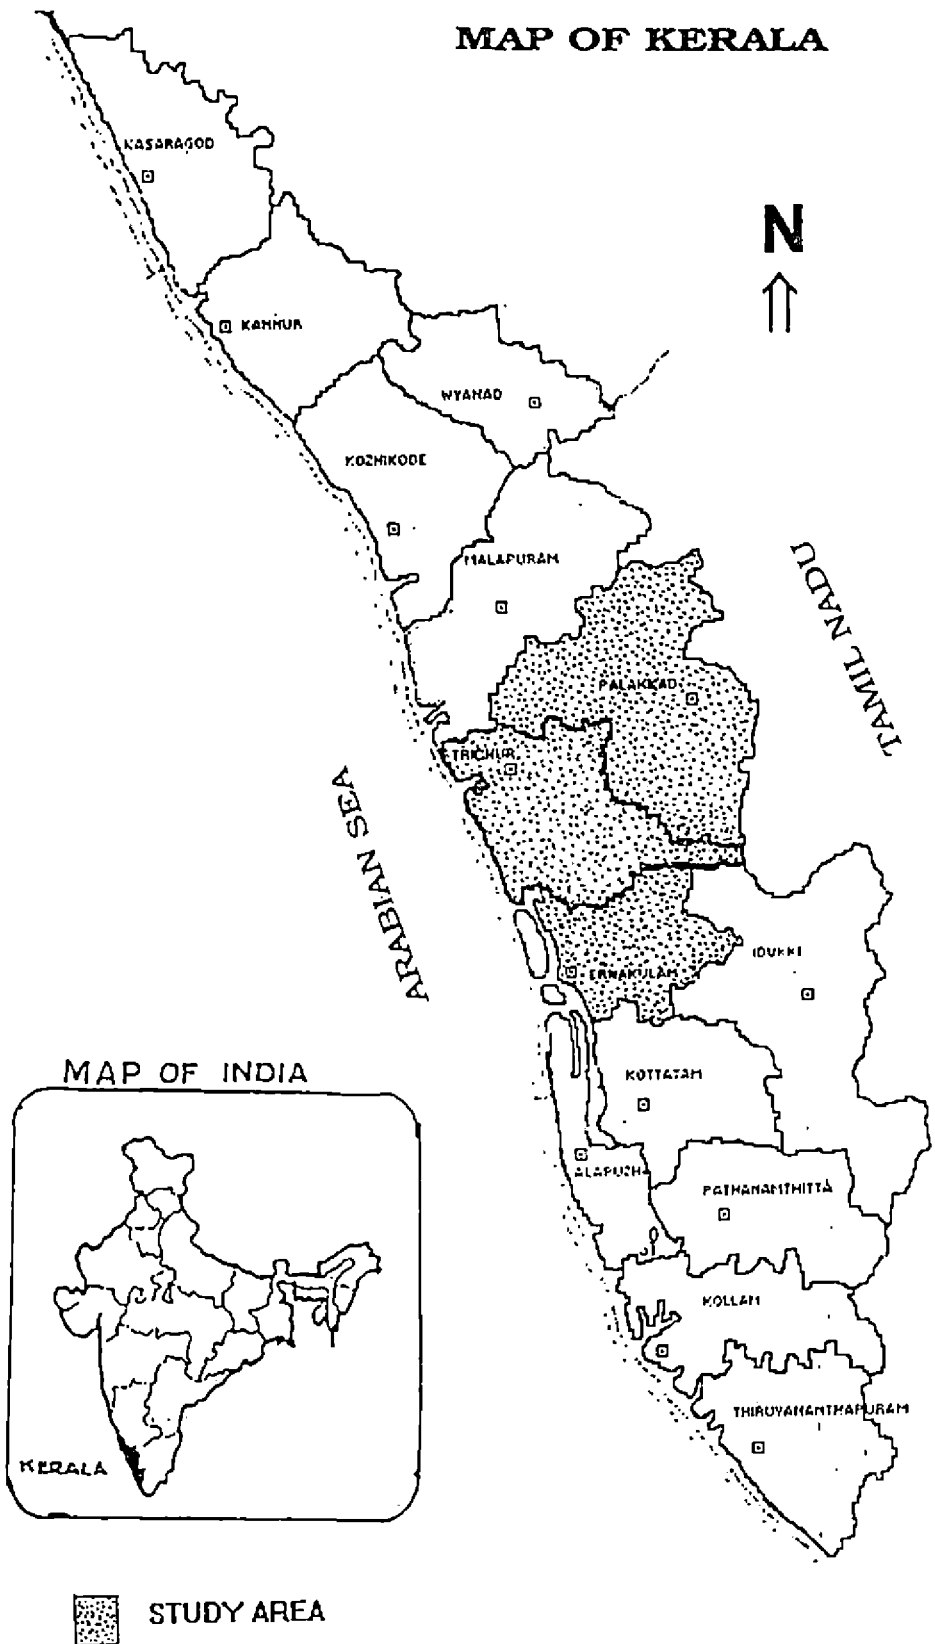 MAP OF KERALA
KASARAGOD
N
KANNUR
WYANAD
KOZHIKODE
MALAPURAM
TAMIL NADU
PALAKKAD
TRICHUR
ARABIAN SEA
IDUKKI
ERNAKULAM
MAP OF INDIA
KOTTAYAM
ALAPUZHA
PATHANAMTHITTA
KOLLAM
THIRUVANANTHAPURAM
KERALA
STUDY AREA